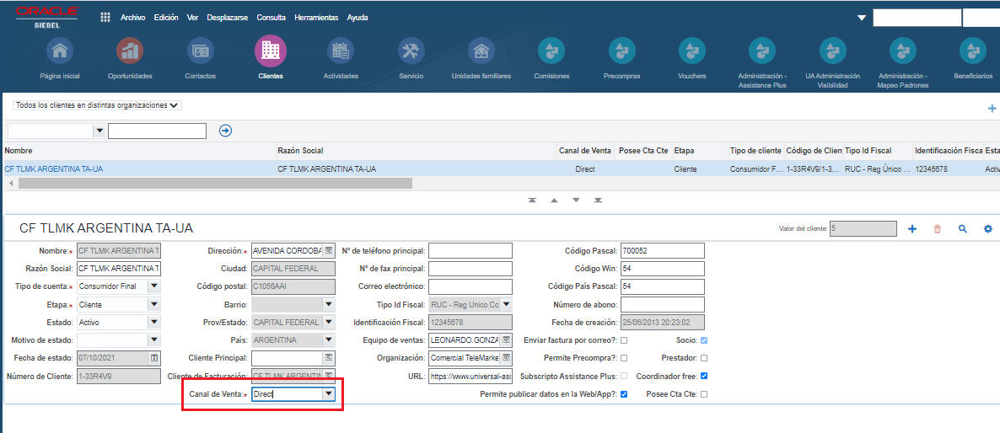 ORACLE
SIEBEL
Archivo Edición Ver Desplazarse Consulta Herramientas Ayuda
Página inicial Oportunidades Contactos Clientes Actividades Servicio Unidades familiares Comisiones Precompras Vouchers Administración - Assistance Plus UA Administración Visibilidad Administración - Mapeo Padrones Beneficiarios
Todos los clientes en distintas organizaciones
Nombre Razón Social Canal de Venta Posee Cta Cte Etapa Tipo de cliente Código de Clien Tipo Id Fiscal Identificación Fisca Esta
CF TLMK ARGENTINA TA-UA CF TLMK ARGENTINA TA-UA Direct Cliente Consumidor F... 1-33R4V9/1-3... RUC - Reg Único ... 12345678 Activ
CF TLMK ARGENTINA TA-UA Valor del cliente 5
Nombre:* CF TLMK ARGENTINA T Dirección:* AVENIDA CORDOBA N° de teléfono principal: Código Pascal: 700052
Razón Social: CF TLMK ARGENTINA T Ciudad: CAPITAL FEDERAL N° de fax principal: Código Win: 54
Tipo de cuenta:* Consumidor Final Código postal: C1056AAI Correo electrónico: Código País Pascal: 54
Etapa:* Cliente Barrio: Tipo Id Fiscal: RUC - Reg Unico Co Número de abono:
Estado: Activo Prov/Estado: CAPITAL FEDERAL Identificación Fiscal: 12345678 Fecha de creación: 25/06/2013 20:23:02
Motivo de estado: País: ARGENTINA Equipo de ventas: LEONARDO.GONZA Enviar factura por correo?: Socio:
Fecha de estado: 07/10/2021 Cliente Principal: Organización: Comercial TeleMarke Permite Precompra?: Prestador:
Número de Cliente: 1-33R4V9 Cliente de Facturación: CF TLMK ARGENTIN URL: https://www.universal-ass Subscripto Assistance Plus: Coordinador free:
Canal de Venta:* Direct Permite publicar datos en la Web/App?: Posee Cta Cte: